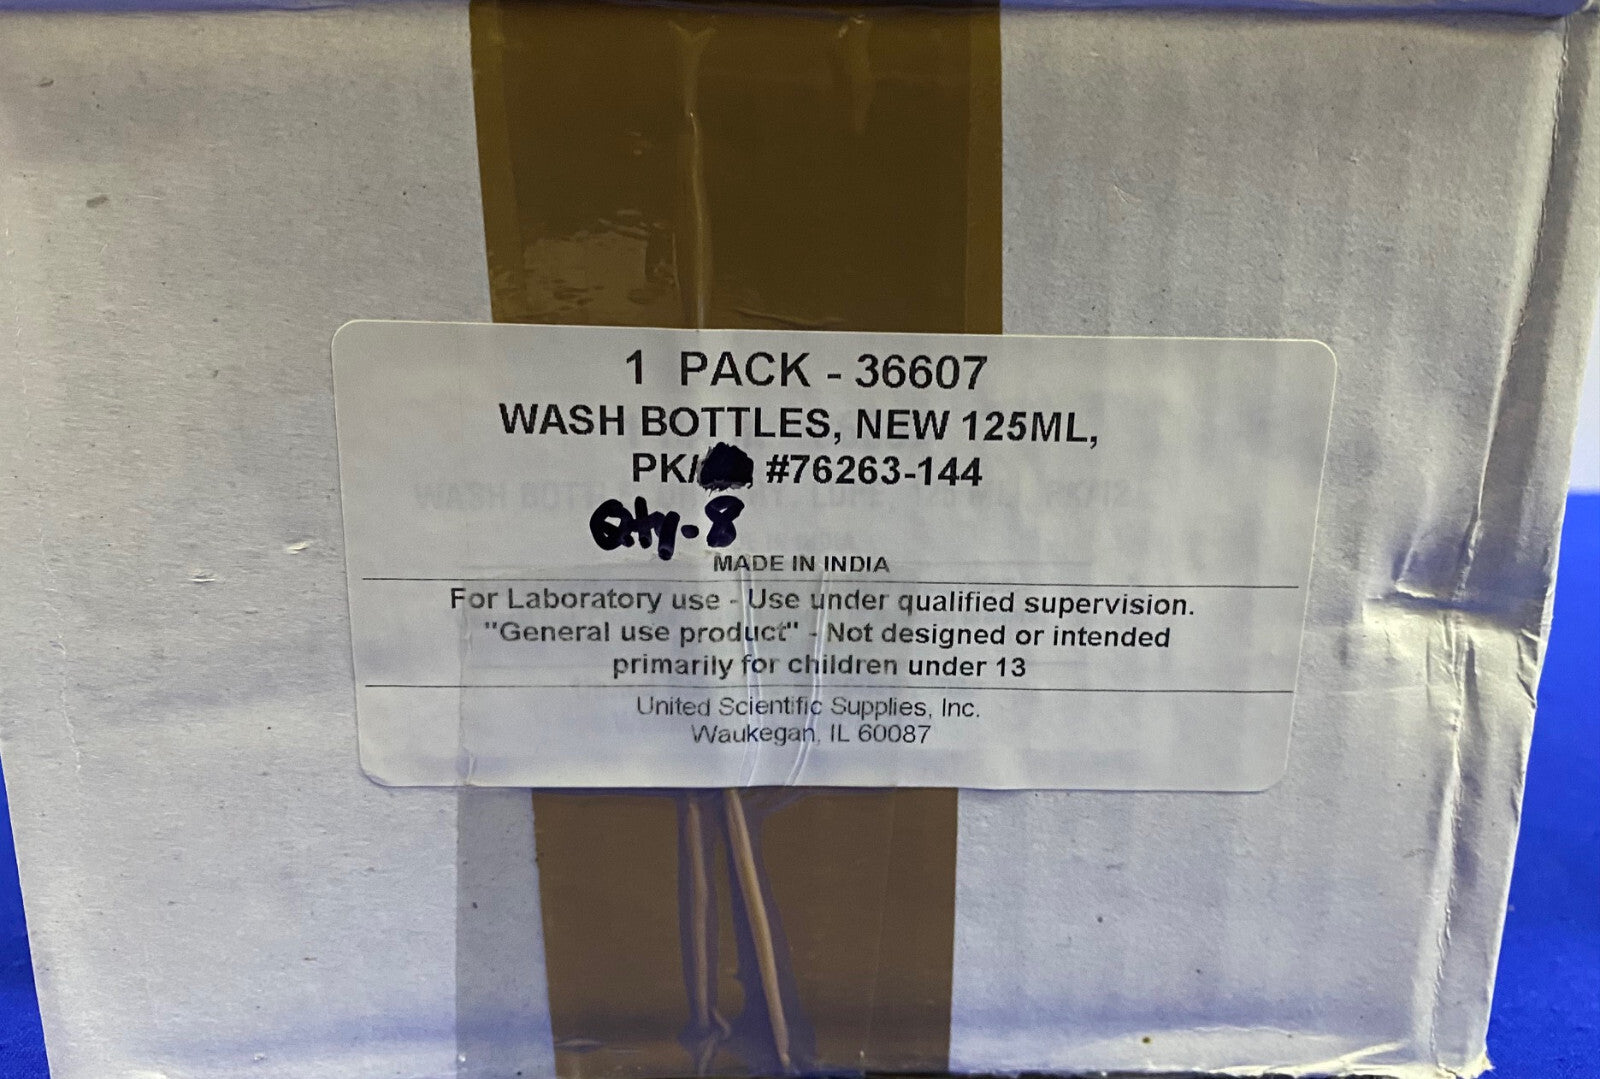 1 PACK - 36607
WASH BOTTLES, NEW 125ML,
PK/ #76263-144
Qty-8
MADE IN INDIA
For Laboratory use - Use under qualified supervision.
"General use product" - Not designed or intended
primarily for children under 13
United Scientific Supplies, Inc.
Waukegan, IL 60087